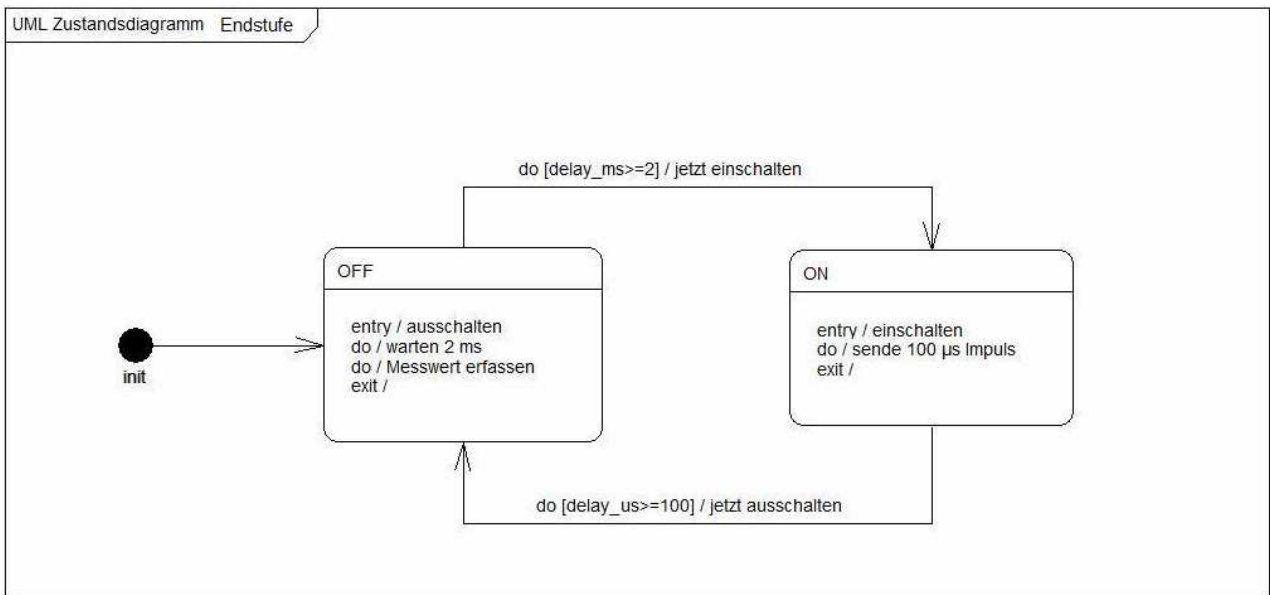 UML Zustandsdiagramm Endstufe
do [delay_ms>=2] / jetzt einschalten
OFF
entry / ausschalten
do / warten 2 ms
do / Messwert erfassen
exit /
ON
entry / einschalten
do / sende 100 µs Impuls
exit /
init
do [delay_us>=100] / jetzt ausschalten